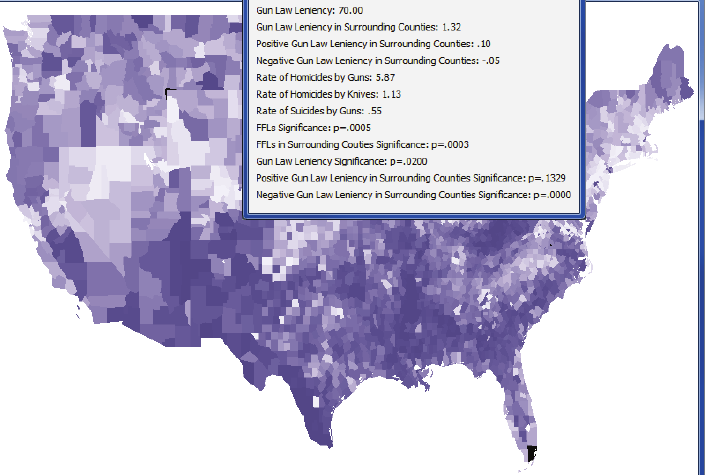 Gun Law Leniency: 70.00
Gun Law Leniency in Surrounding Counties: 1.32
Positive Gun Law Leniency in Surrounding Counties: .10
Negative Gun Law Leniency in Surrounding Counties: -.05
Rate of Homicides by Guns: 5.87
Rate of Homicides by Knives: 1.13
Rate of Suicides by Guns: .55
FFLs Significance: p=.0005
FFLs in Surrounding Couties Significance: p=.0003
Gun Law Leniency Significance: p=.0200
Positive Gun Law Leniency in Surrounding Counties Significance: p=.1329
Negative Gun Law Leniency in Surrounding Counties Significance: p=.0000